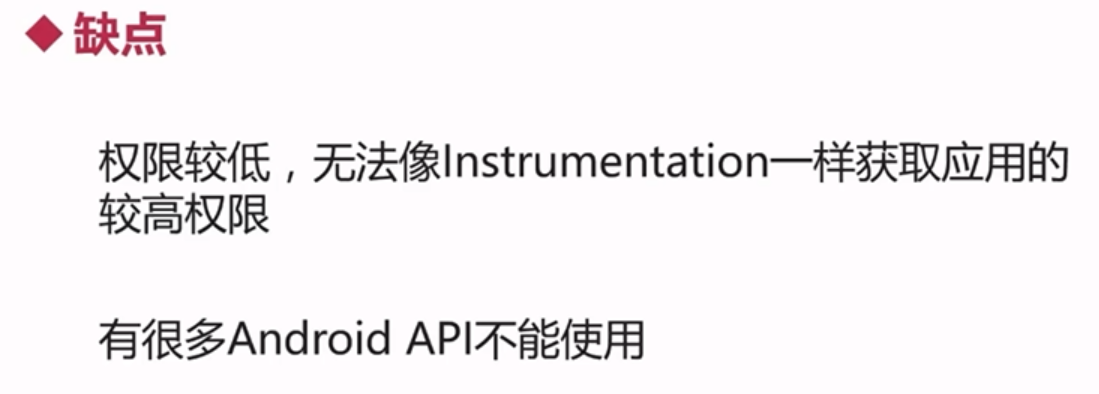 ◆缺点
权限较低，无法像Instrumentation一样获取应用的
较高权限
有很多Android API不能使用